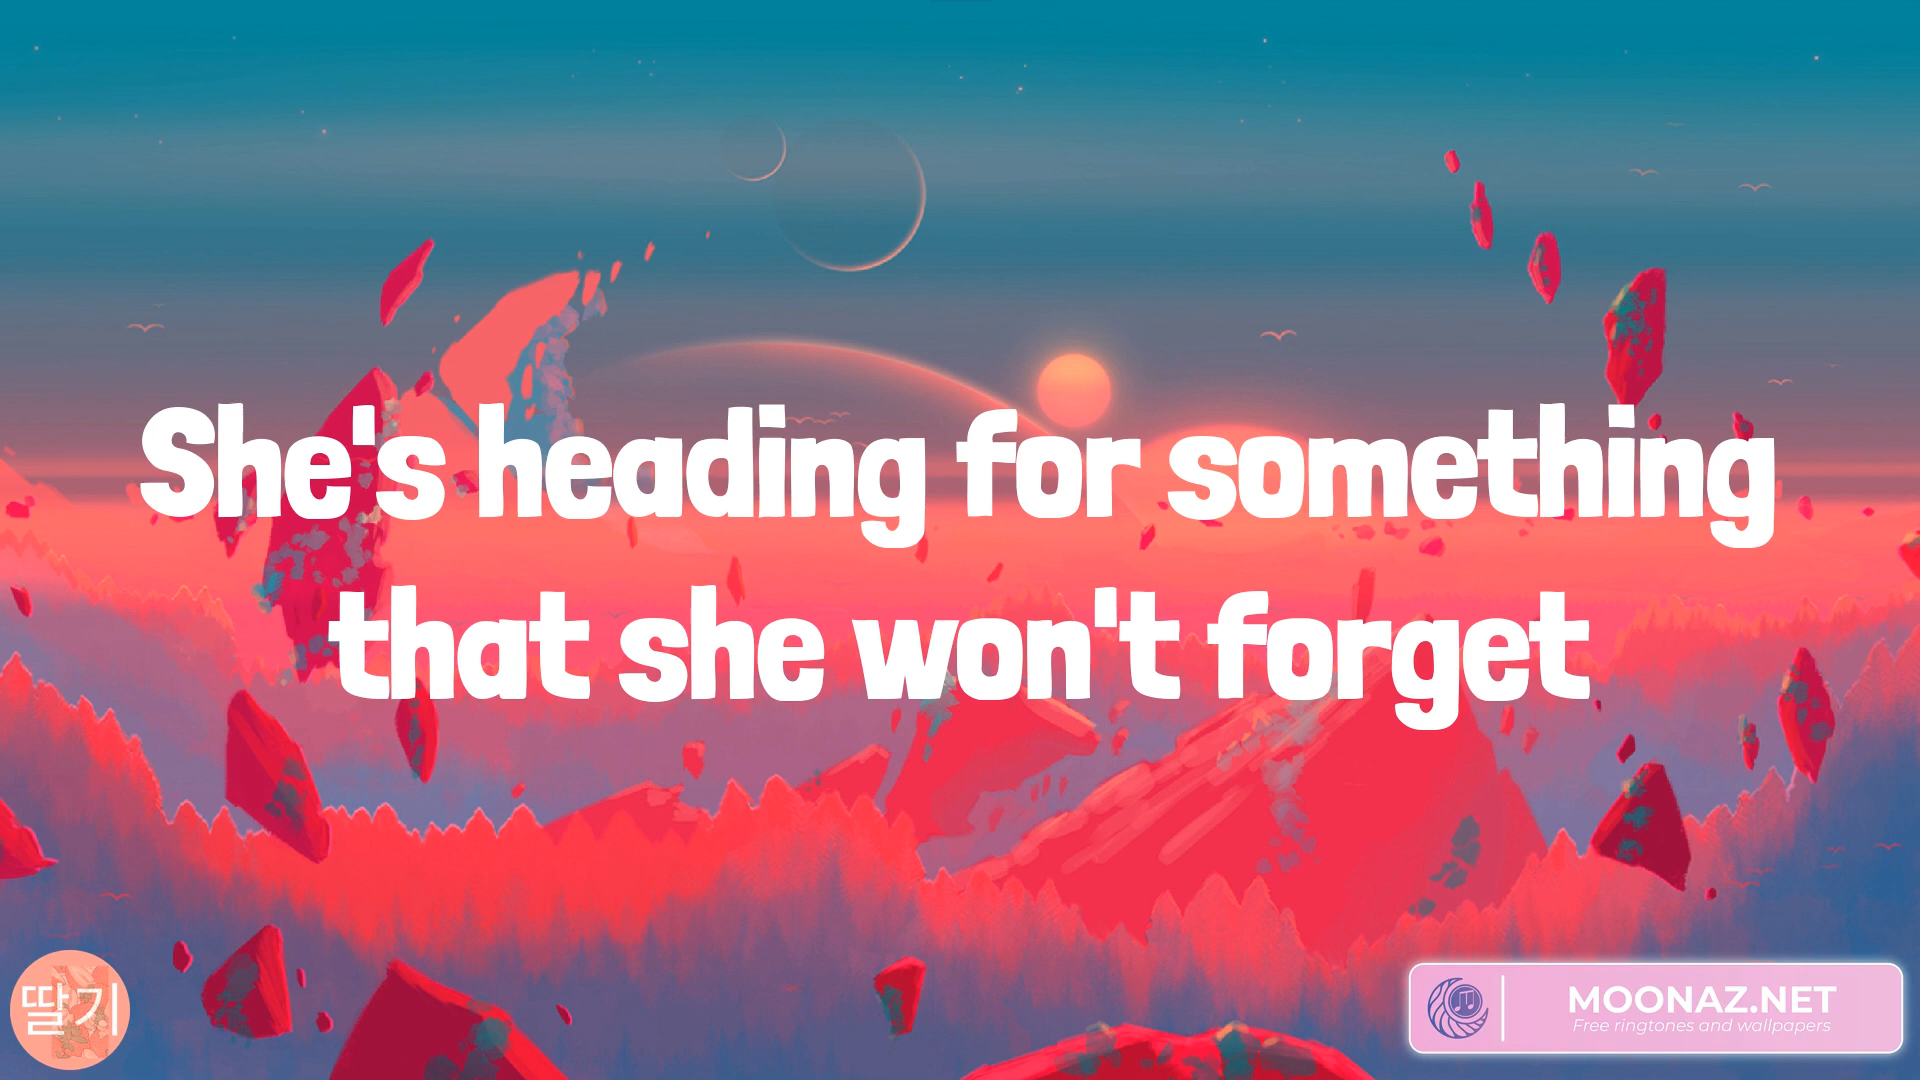 She's heading for something
that she won't forget
딸기
MOONAZ.NET
Free ringtones and wallpapers